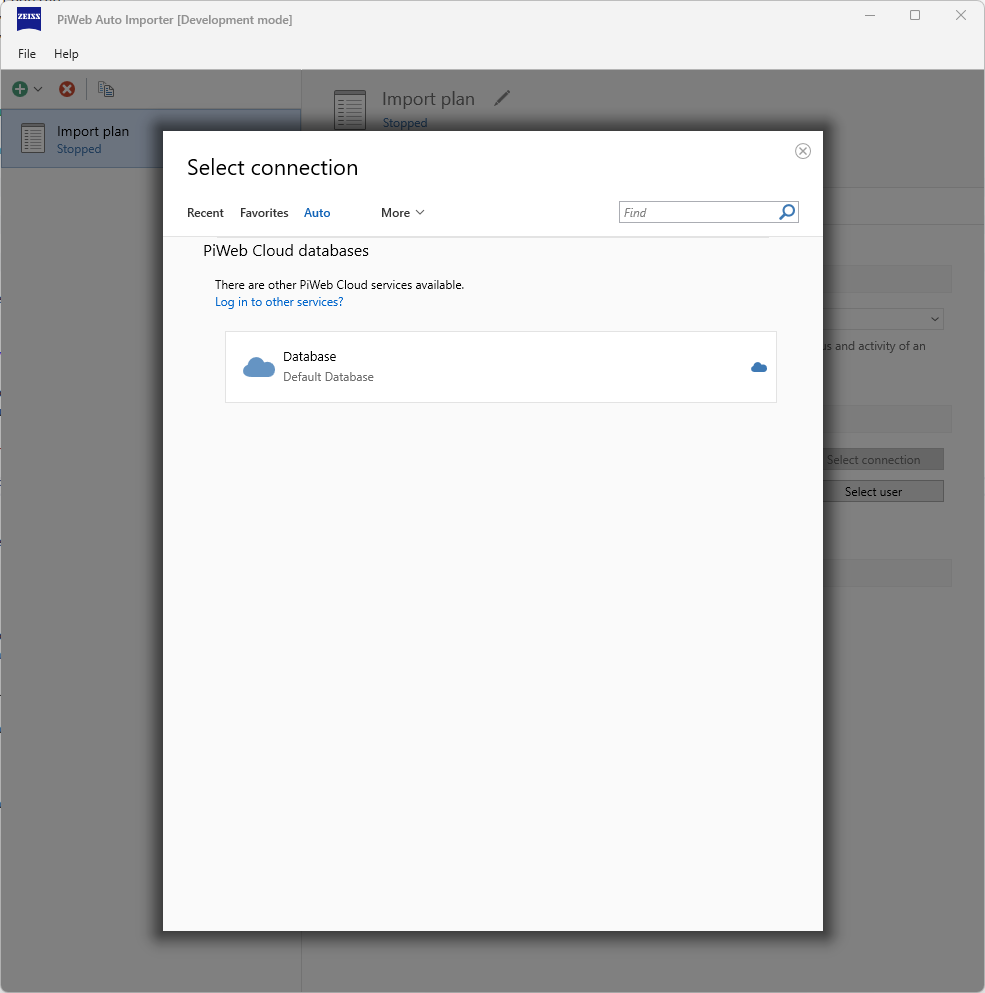 ZEISS
PiWeb Auto Importer [Development mode]
File Help
Import plan
Stopped
Import plan
Stopped
Select connection
Recent Favorites Auto More
Find
PiWeb Cloud databases
There are other PiWeb Cloud services available.
Log in to other services?
Database
Default Database
and activity of an
Select connection
Select user